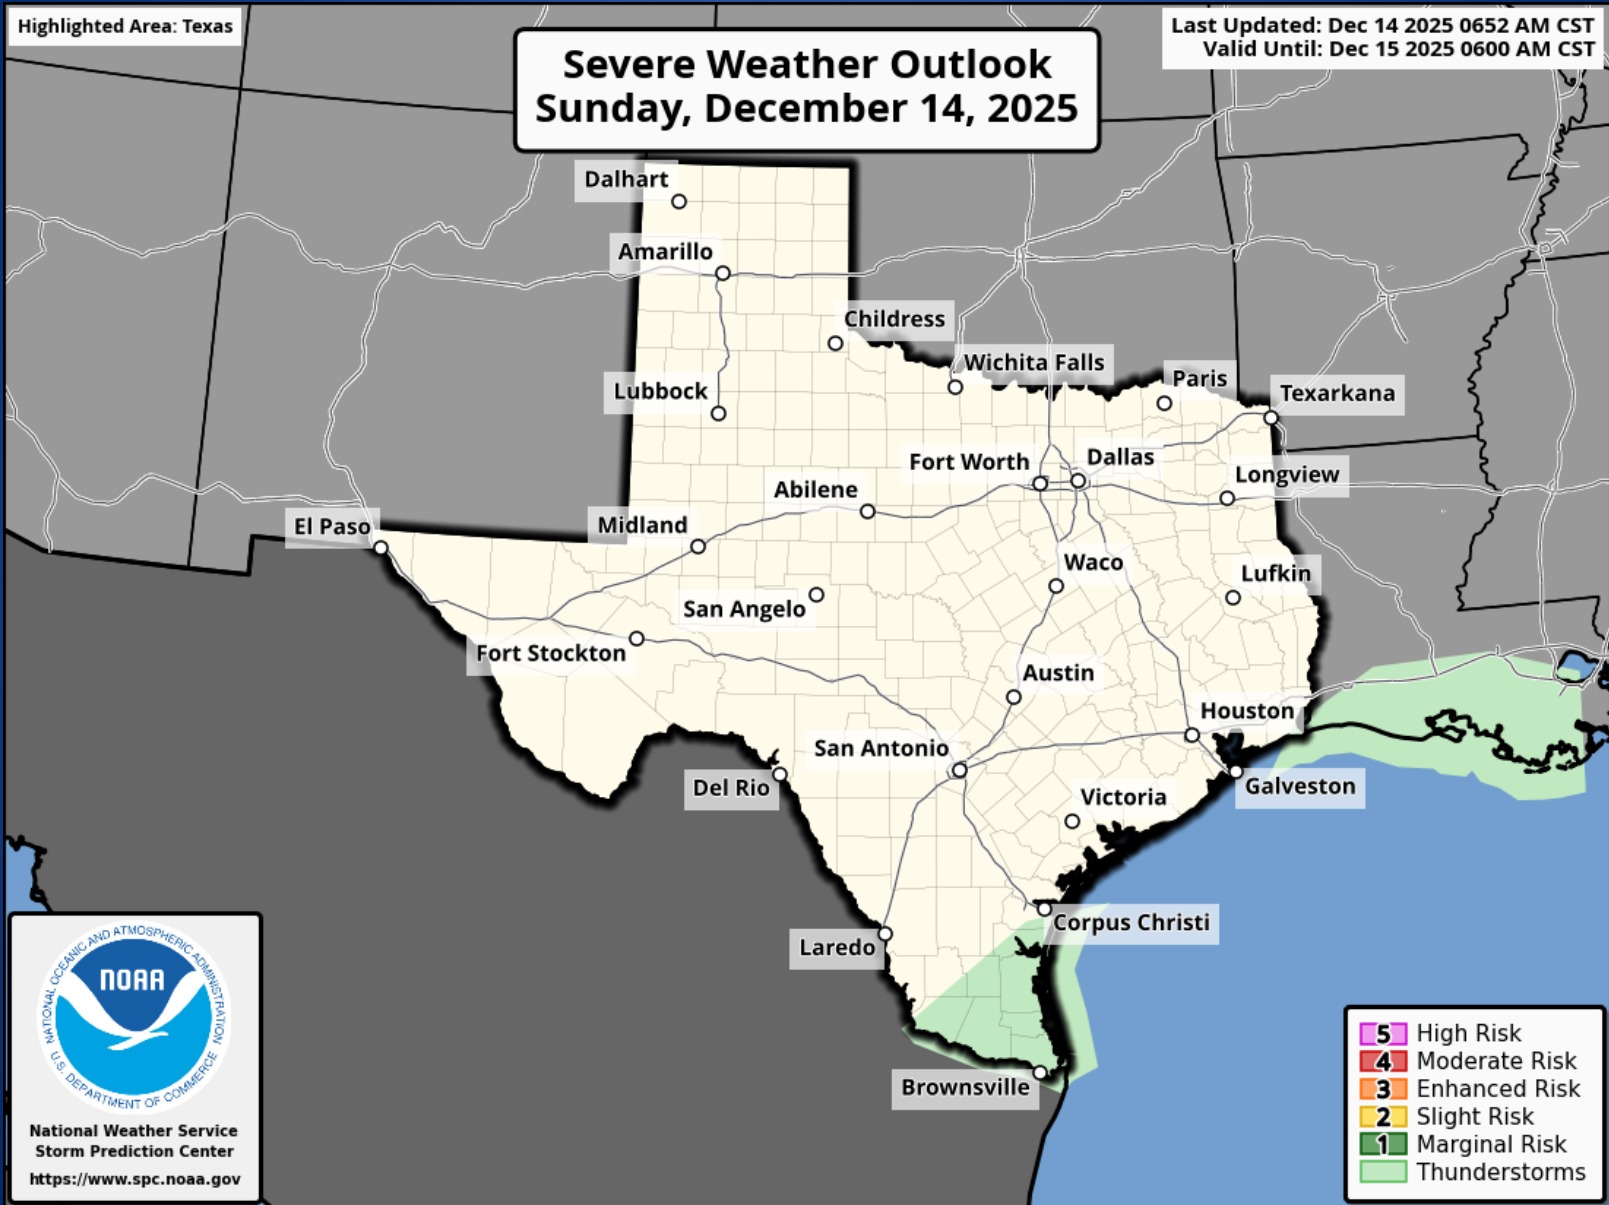 Highlighted Area: Texas
Severe Weather Outlook
Sunday, December 14, 2025
Last Updated: Dec 14 2025 0652 AM CST
Valid Until: Dec 15 2025 0600 AM CST
Dalhart
Amarillo
Childress
Wichita Falls
Paris
Texarkana
Lubbock
Fort Worth
Dallas
Longview
Abilene
El Paso
Midland
Waco
Lufkin
San Angelo
Fort Stockton
Austin
Houston
San Antonio
Del Rio
Galveston
Victoria
Corpus Christi
Laredo
Brownsville
NATIONAL OCEANIC AND ATMOSPHERIC ADMINISTRATION
NOAA
U.S. DEPARTMENT OF COMMERCE
National Weather Service
Storm Prediction Center
https://www.spc.noaa.gov
5 High Risk
4 Moderate Risk
3 Enhanced Risk
2 Slight Risk
1 Marginal Risk
Thunderstorms